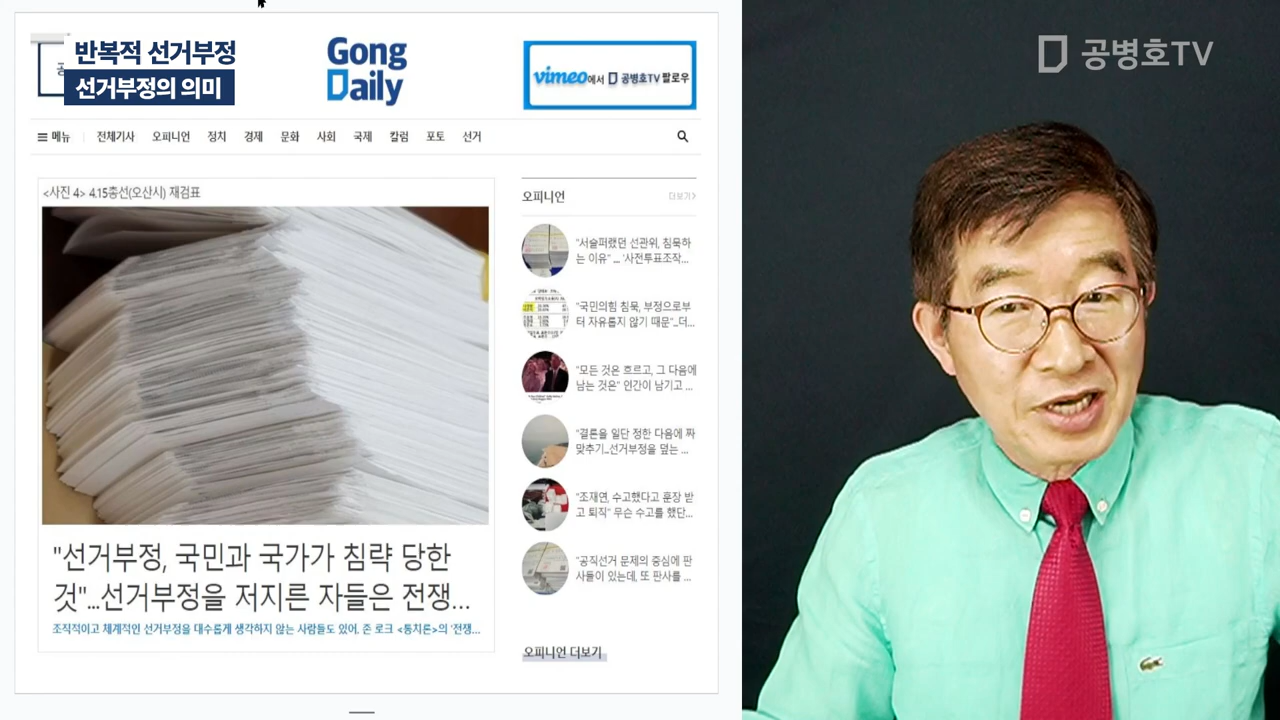 반복적 선거부정
선거부정의 의미
Gong
Daily
vimeo에서 공병호TV 팔로우
공병호TV
메뉴
전체기사 오피니언 정치 경제 문화 사회 국제 칼럼 포토 선거
<사진 4> 4.15총선(오산시) 재검표
"선거부정, 국민과 국가가 침략 당한
것"...선거부정을 저지른 자들은 전쟁...
조직적이고 체계적인 선거부정을 대수롭게 생각하지 않는 사람들도 있어. 존 로크 <통치론>의 '전쟁...
오피니언
더보기>
"서슬퍼랬던 선관위, 침묵하
는 이유" ... '사전투표조작...
"국민의힘 침묵, 부정으로부
터 자유롭지 않기 때문"...더...
"모든 것은 흐르고, 그 다음에
남는 것은" 인간이 남기고 ...
"결론을 일단 정한 다음에 짜
맞추기...선거부정을 덮는 ...
"조재연, 수고했다고 훈장 받
고 퇴직" 무슨 수고를 했단...
"공직선거 문제의 중심에 판
사들이 있는데, 또 판사를 ...
오피니언 더보기